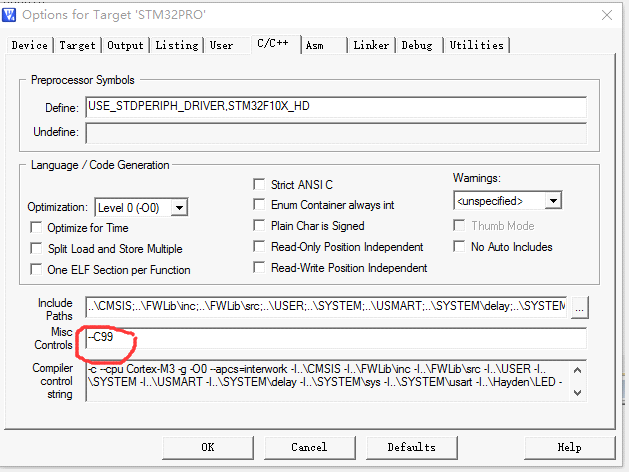 Options for Target 'STM32PRO'
Device Target Output Listing User C/C++ Asm Linker Debug Utilities
Preprocessor Symbols
Define: USE_STDPERIPH_DRIVER,STM32F10X_HD
Undefine:
Language / Code Generation
Strict ANSI C
Warnings:
Optimization: Level 0 (-O0)
Enum Container always int
<unspecified>
Optimize for Time
Plain Char is Signed
Thumb Mode
Split Load and Store Multiple
Read-Only Position Independent
No Auto Includes
One ELF Section per Function
Read-Write Position Independent
Include
Paths
..\CMSIS;..\FWLib\inc;..\FWLib\src;..\USER;..\SYSTEM;..\USMART;..\SYSTEM\delay;..\SYSTEM
...
Misc
Controls
--C99
Compiler
control
string
-c --cpu Cortex-M3 -g -O0 --apcs=interwork -I..\CMSIS -I..\FWLib\inc -I..\FWLib\src -I..\USER -I..
\SYSTEM -I..\USMART -I..\SYSTEM\delay -I..\SYSTEM\sys -I..\SYSTEM\usart -I..\Hayden\LED -
OK Cancel Defaults Help